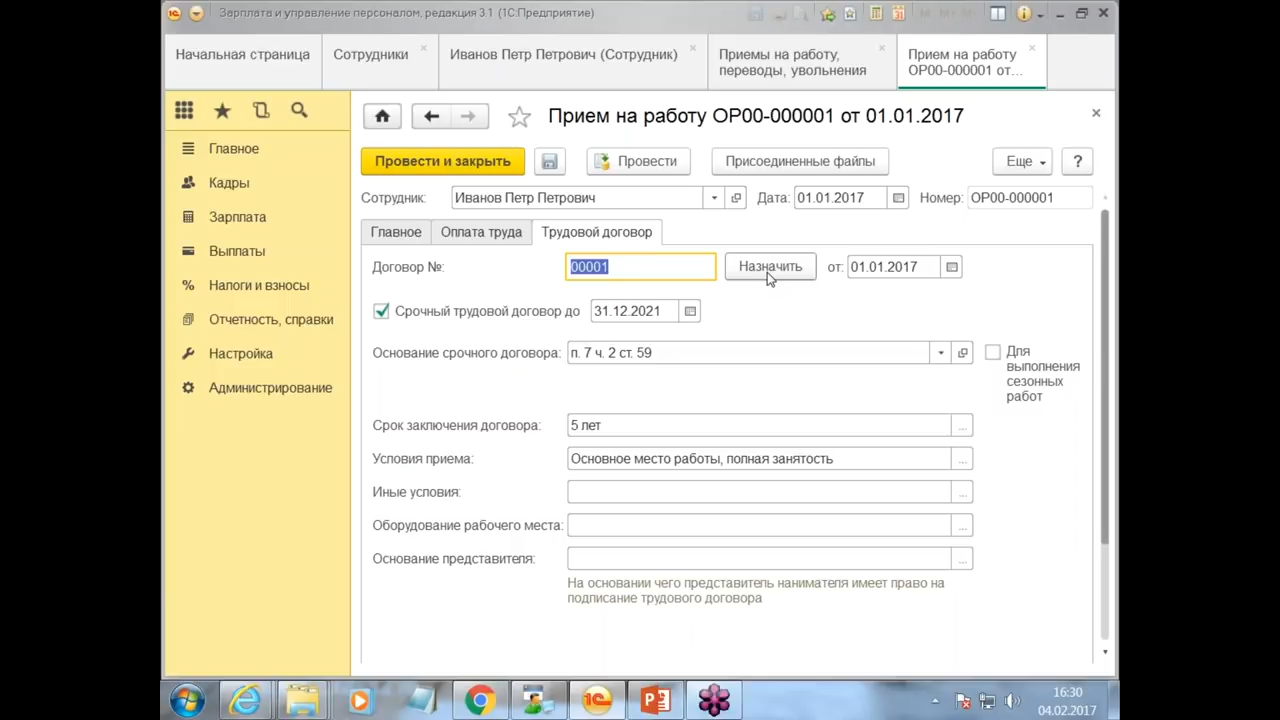 Зарплата и управление персоналом, редакция 3.1 (1С:Предприятие)
Начальная страница
Сотрудники
Иванов Петр Петрович (Сотрудник)
Приемы на работу,
переводы, увольнения
Прием на работу
ОР00-000001 от...
Главное
Кадры
Зарплата
Выплаты
Налоги и взносы
Отчетность, справки
Настройка
Администрирование
Прием на работу ОР00-000001 от 01.01.2017
Провести и закрыть
Провести
Присоединенные файлы
Еще
?
Сотрудник: Иванов Петр Петрович Дата: 01.01.2017 Номер: ОР00-000001
Главное Оплата труда Трудовой договор
Договор №: 00001 Назначить от: 01.01.2017
Срочный трудовой договор до 31.12.2021
Основание срочного договора: п. 7 ч. 2 ст. 59
Для
выполнения
сезонных
работ
Срок заключения договора: 5 лет ...
Условия приема: Основное место работы, полная занятость ...
Иные условия: ...
Оборудование рабочего места: ...
Основание представителя: ...
На основании чего представитель нанимателя имеет право на
подписание трудового договора
16:30
04.02.2017